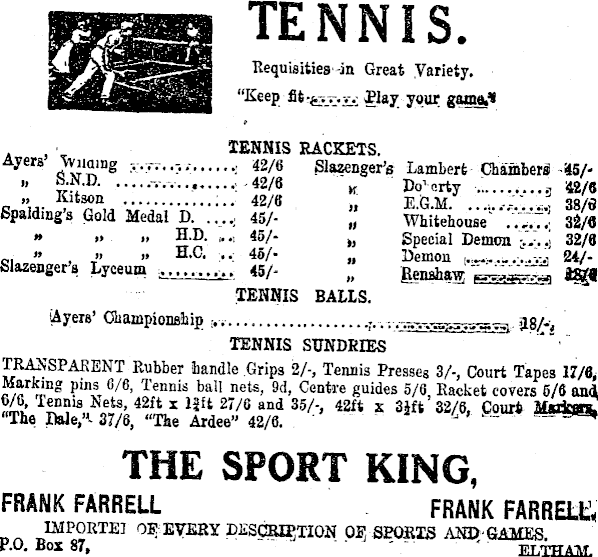 TENNIS.
Requisities in Great Variety.
"Keep fit ....... Play your game."
TENNIS RACKETS.
Ayers' Wilding .............. 42/6
„ S.N.D. ................ 42/6
„ Kitson ................ 42/6
Spalding's Gold Medal D. .... 45/-
„ „ „ H.D. ... 45/-
„ „ „ H.C. ... 45/-
Slazenger's Lyceum .......... 45/-
Slazenger's Lambert Chambers 45/-
„ Doherty ........... 42/6
„ E.G.M. ............ 38/6
„ Whitehouse ...... 32/6
„ Special Demon .... 32/6
„ Demon ............ 24/-
„ Renshaw ...........
TENNIS BALLS.
Ayers' Championship ................................ 18/-
TENNIS SUNDRIES
TRANSPARENT Rubber handle Grips 2/-, Tennis Presses 3/-, Court Tapes 17/6,
Marking pins 6/6, Tennis ball nets, 9d, Centre guides 5/6, Racket covers 5/6 and
6/6, Tennis Nets, 42ft x ft 27/6 and 35/-, 42ft x 3½ft 32/6, Court Markers,
"The Dale," 37/6, "The Ardee" 42/6.
THE SPORT KING,
FRANK FARRELL FRANK FARRELL,
IMPORTER OF EVERY DESCRIPTION OF SPORTS AND GAMES.
P.O. Box 87, ELTHAM.